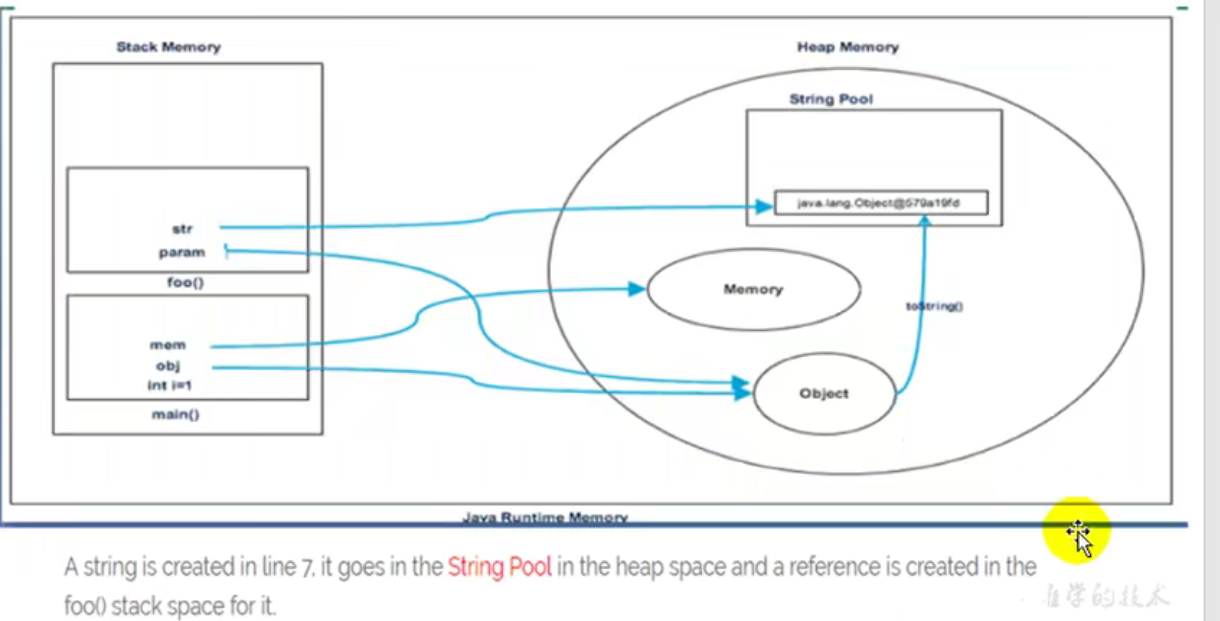 Stack Memory
Heap Memory
String Pool
java.lang.Object@579a19fd
str
param
foo()
Memory
toString()
mem
obj
int i=1
main()
Object
Java Runtime Memory
A string is created in line 7, it goes in the String Pool in the heap space and a reference is created in the
foo() stack space for it.
自学的技术